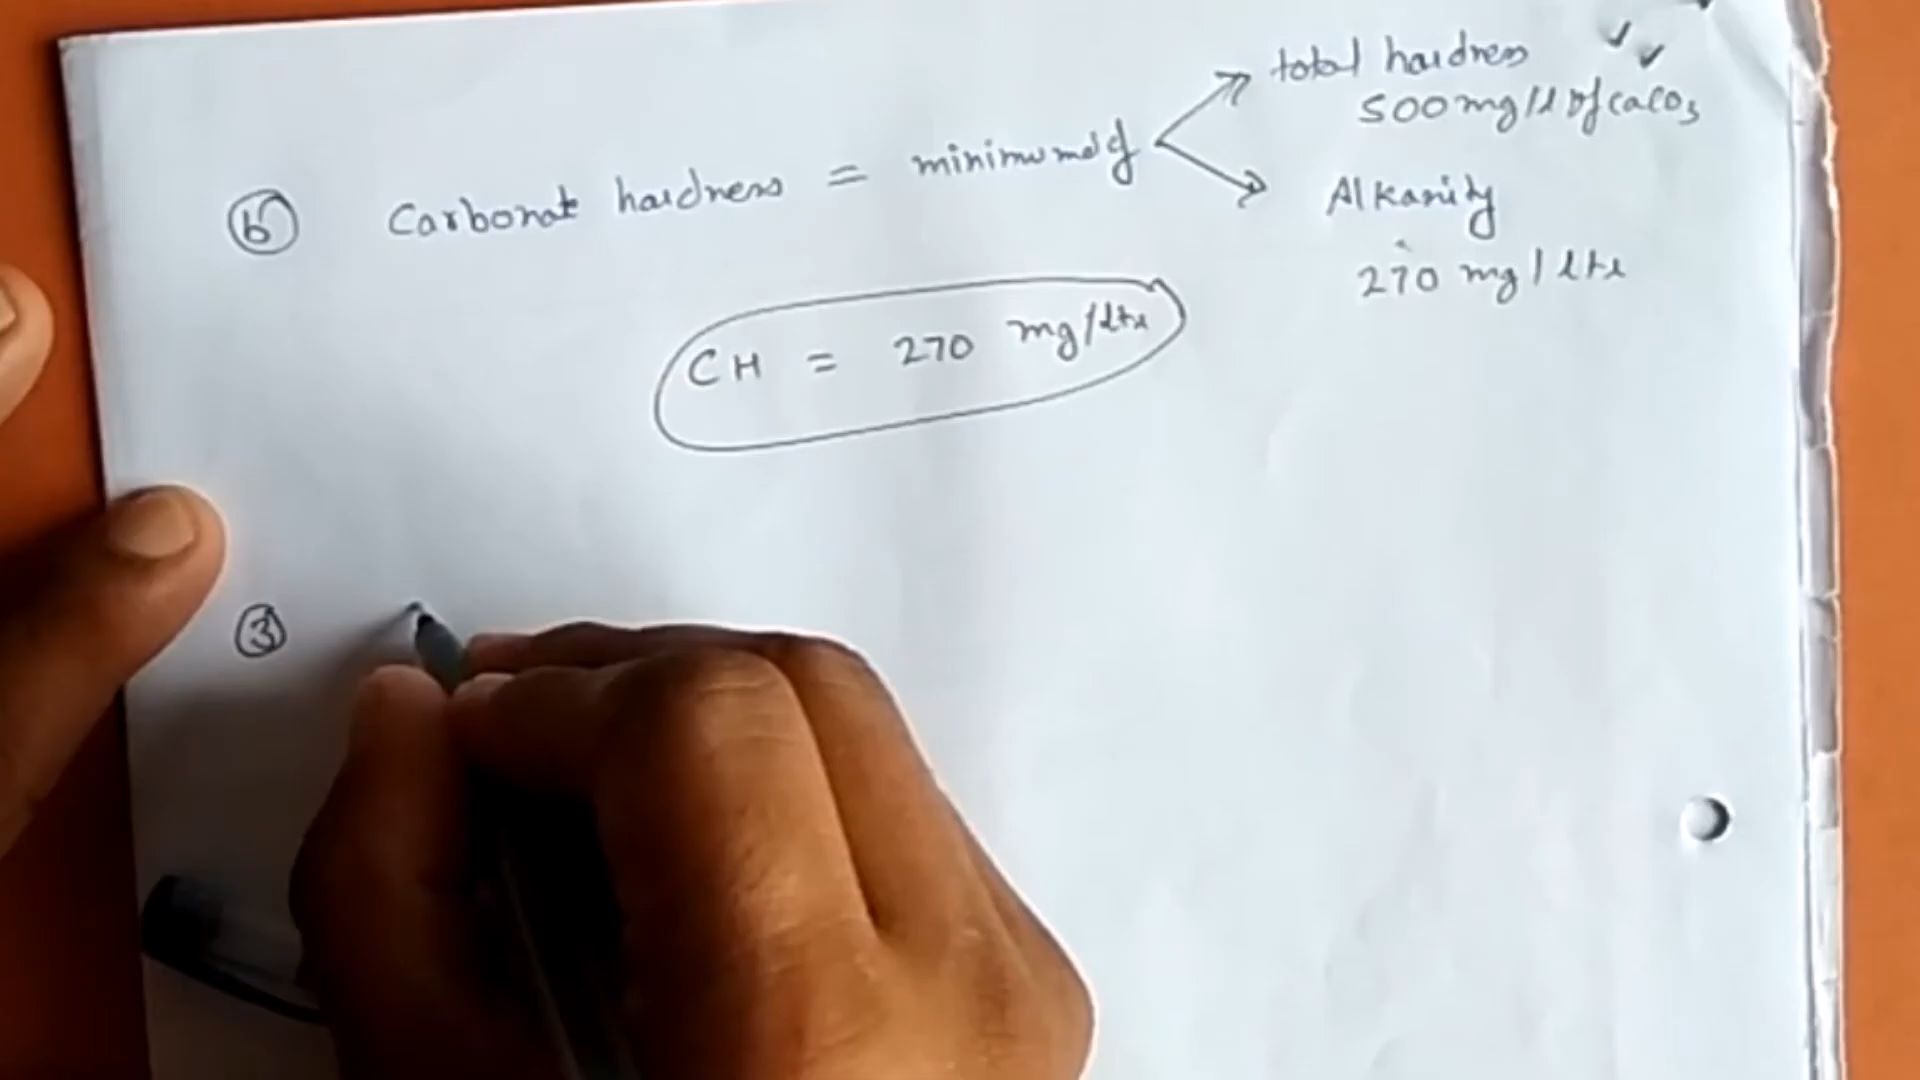 total hardness
500 mg/l of CaCO3
(b) Carbonate hardness = minimum of
Alkanity
270 mg/ltr
CH = 270 mg/ltr
(3)